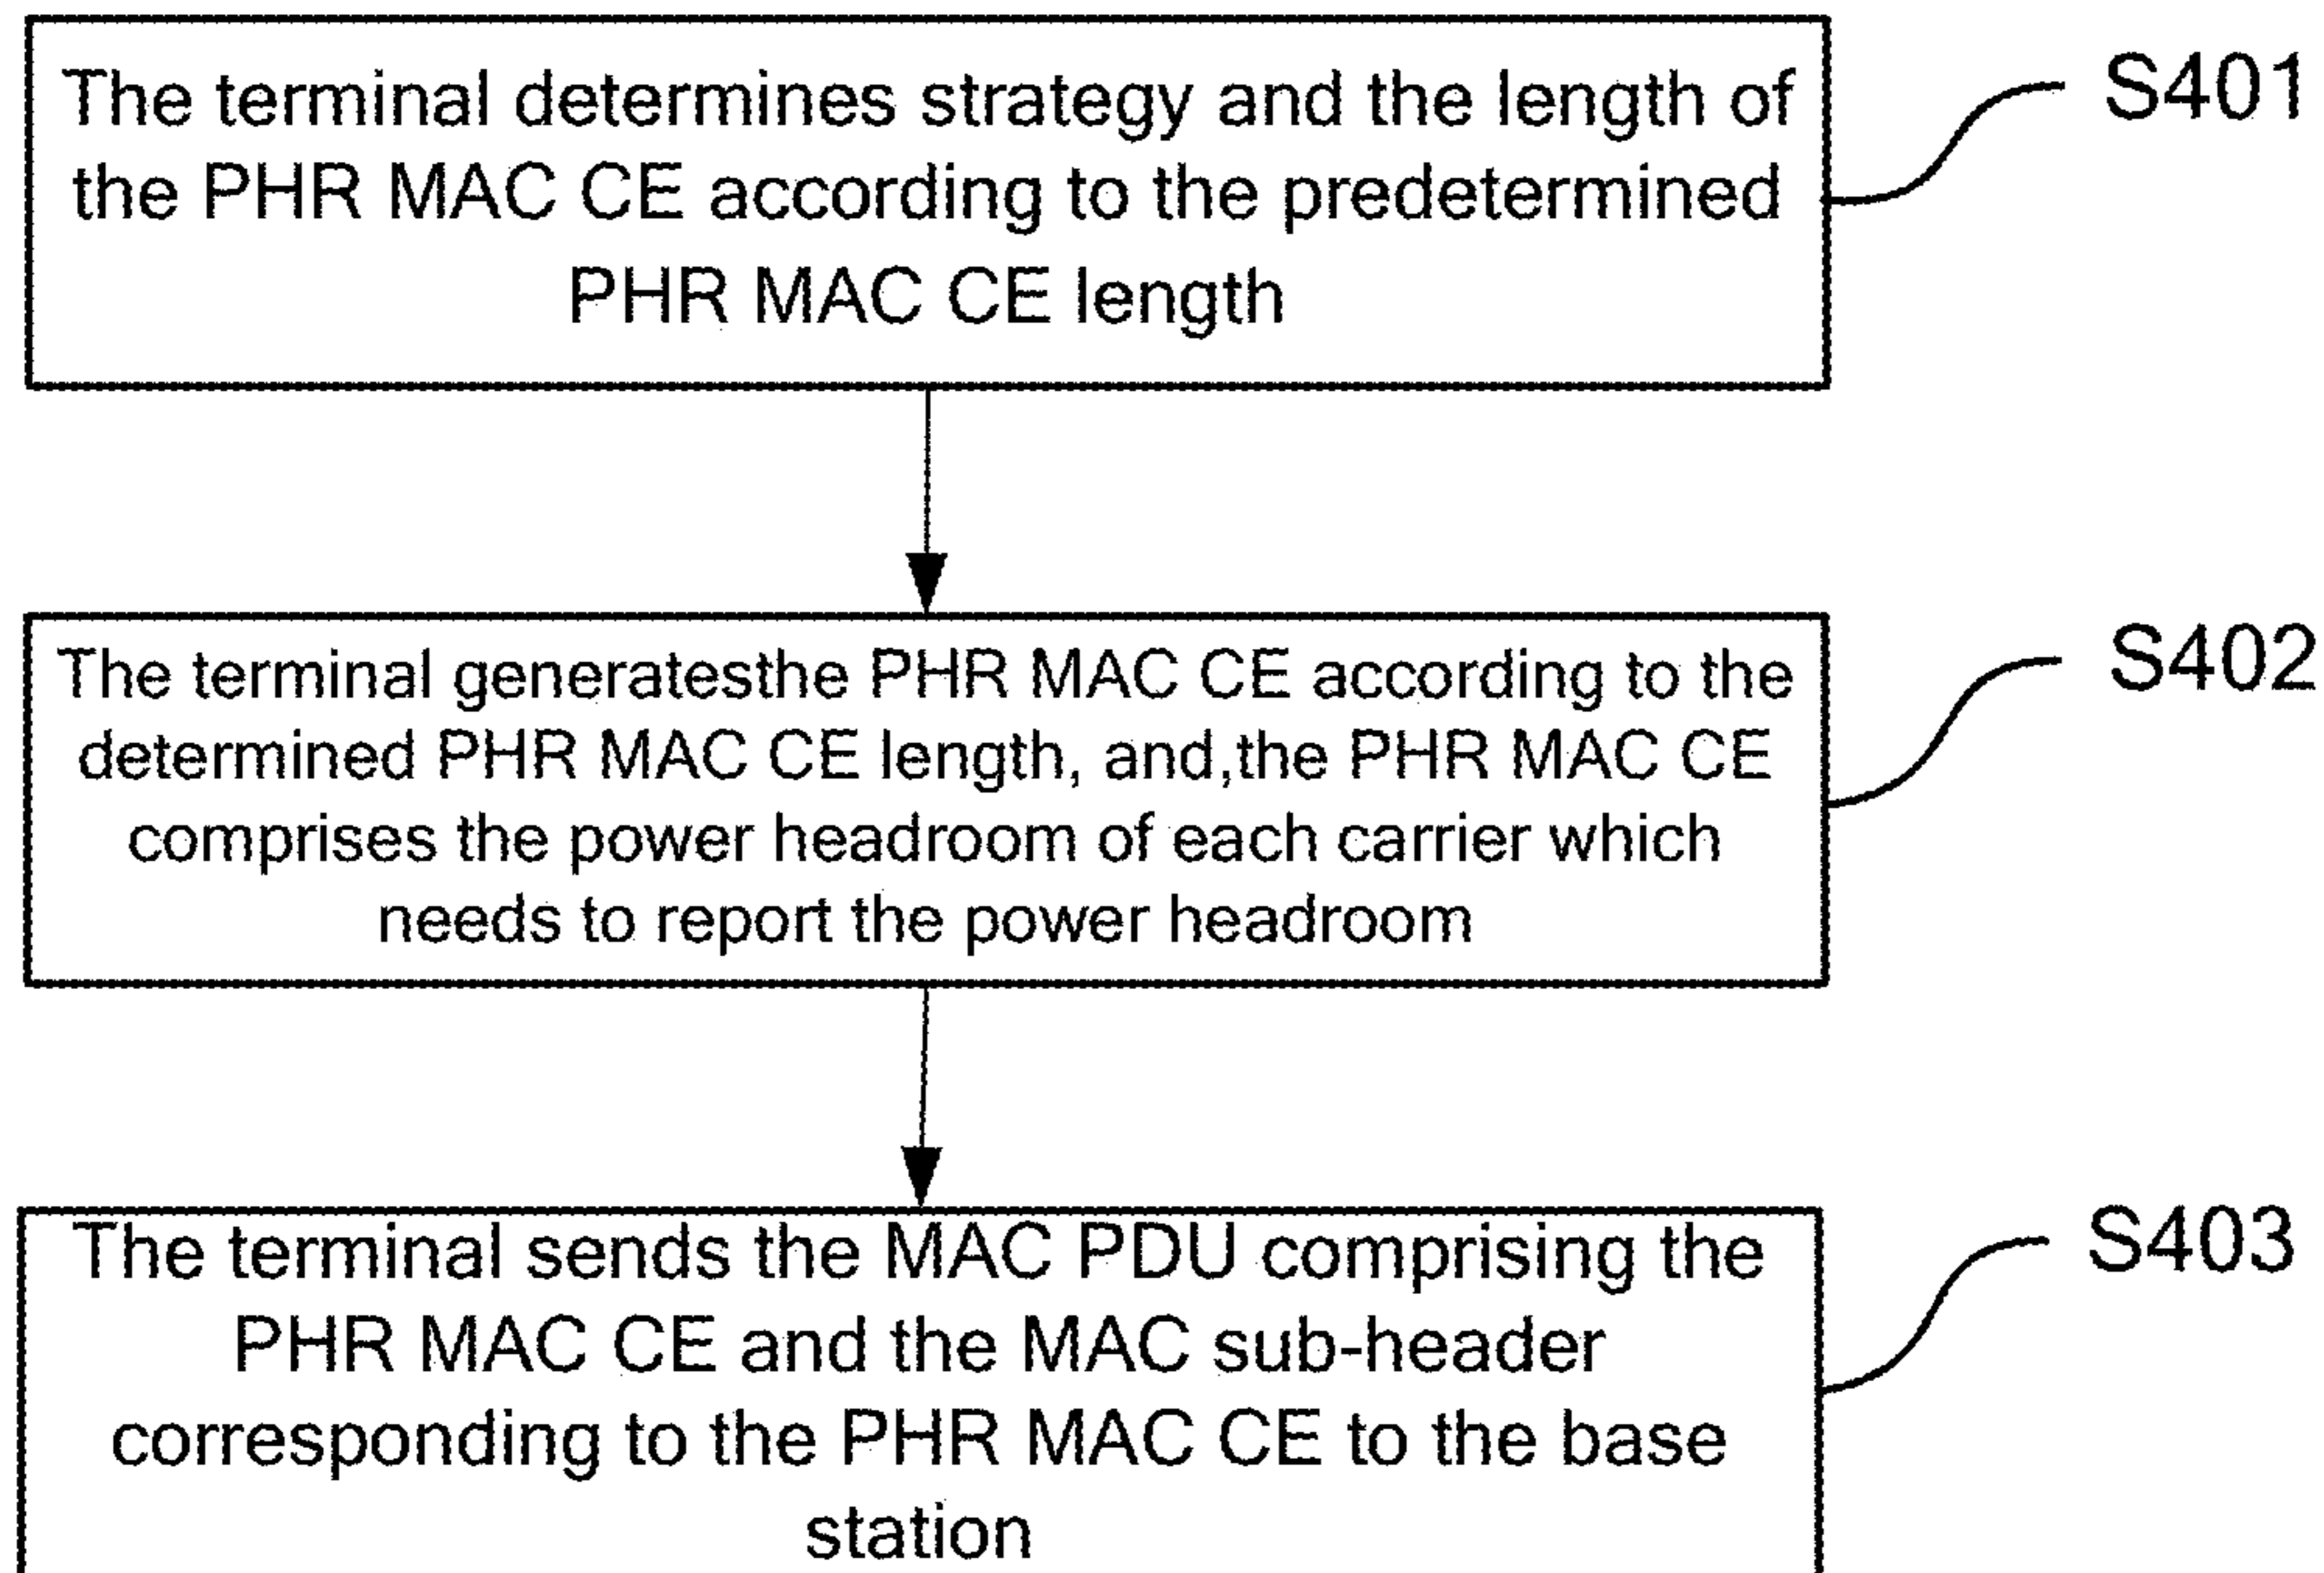 The terminal determines strategy and the length of
the PHR MAC CE according to the predetermined
PHR MAC CE length
S401
The terminal generatesthe PHR MAC CE according to the
determined PHR MAC CE length, and,the PHR MAC CE
comprises the power headroom of each carrier which
needs to report the power headroom
S402
The terminal sends the MAC PDU comprising the
PHR MAC CE and the MAC sub-header
corresponding to the PHR MAC CE to the base
station
S403